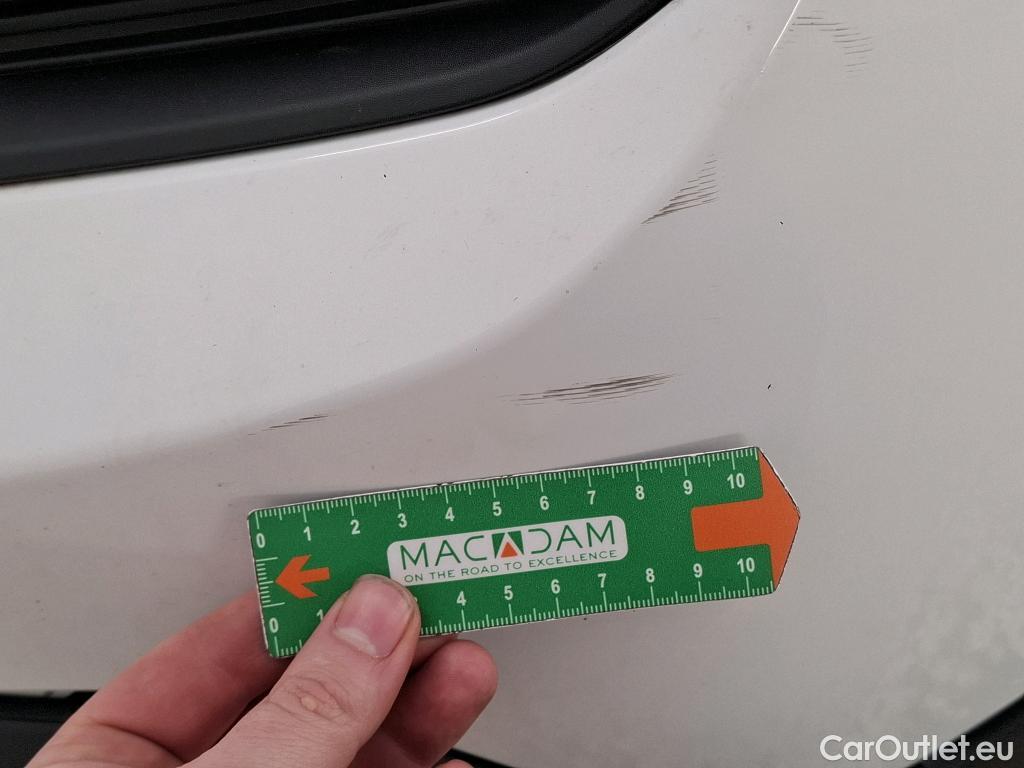 0 1 2 3 4 5 6 7 8 9 10
MACADAM
ON THE ROAD TO EXCELLENCE
0 1 4 5 6 7 8 9 10
CarOutlet.eu